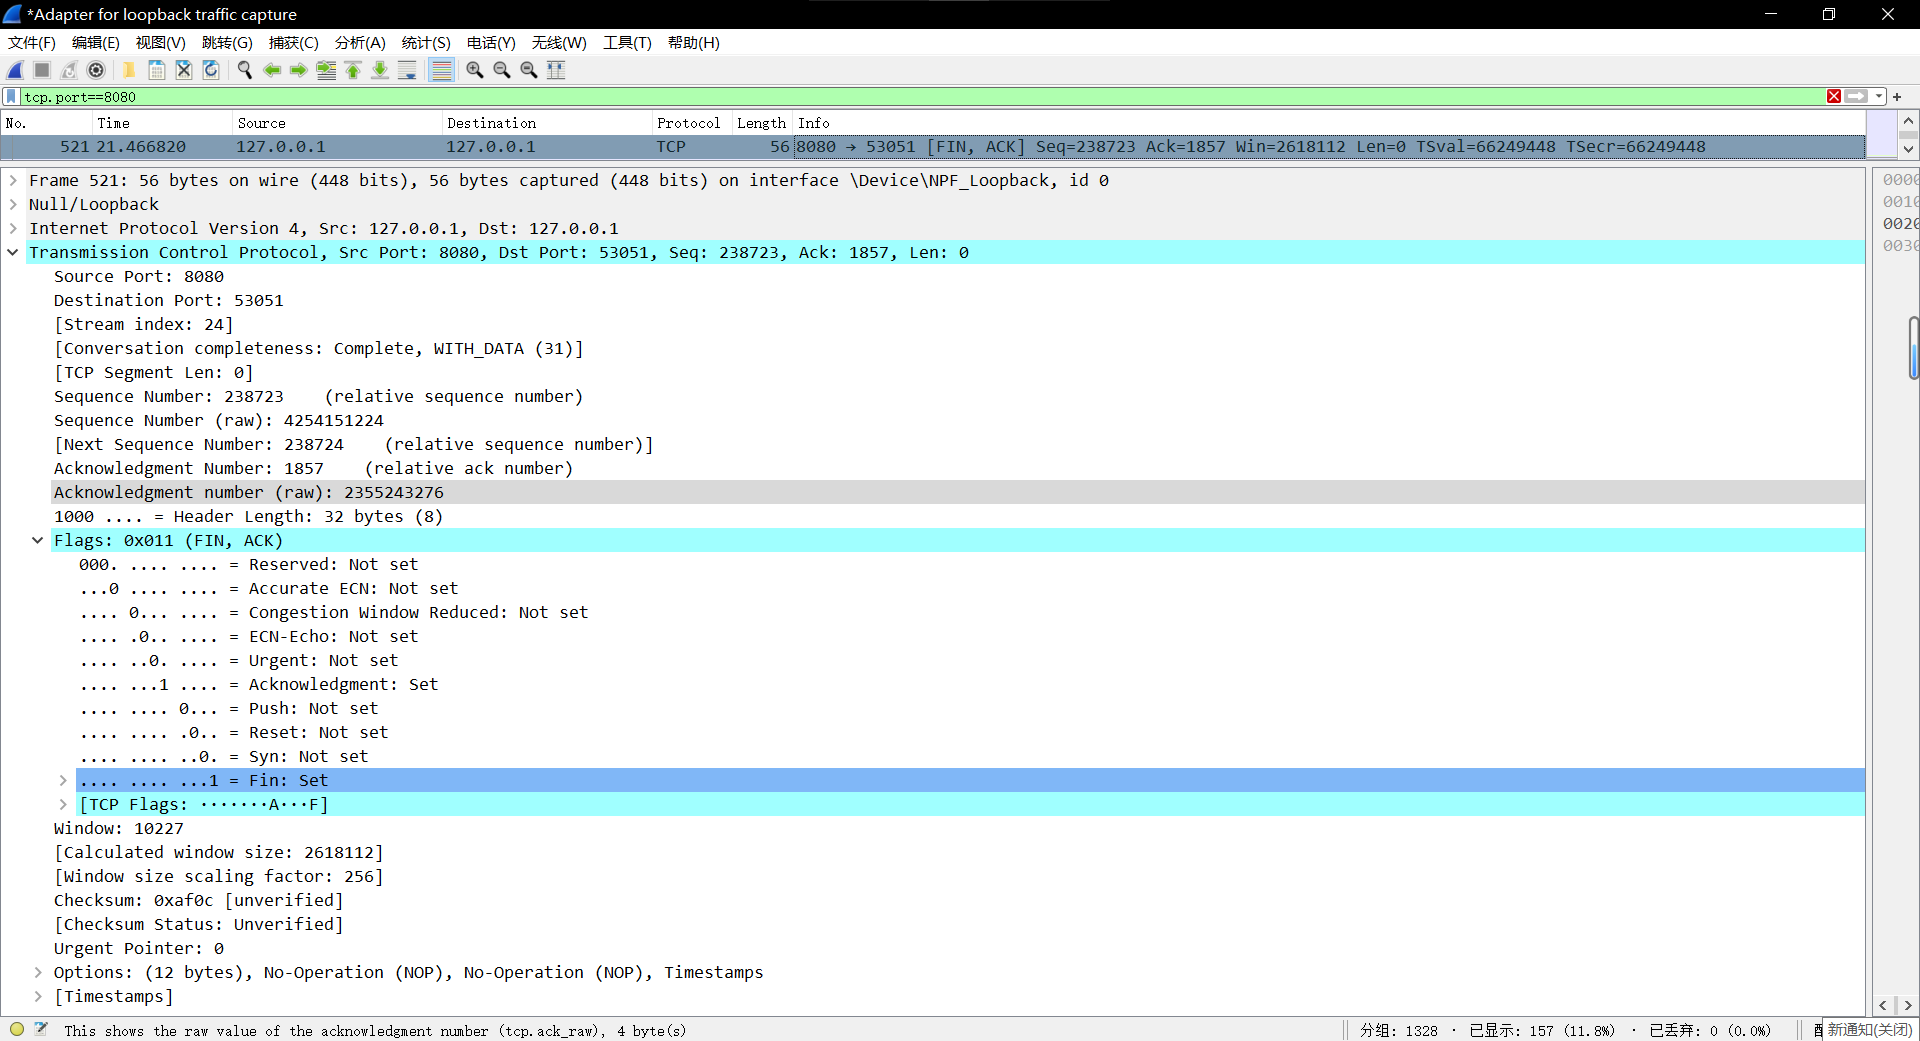 *Adapter for loopback traffic capture
文件(F) 编辑(E) 视图(V) 跳转(G) 捕获(C) 分析(A) 统计(S) 电话(Y) 无线(W) 工具(T) 帮助(H)
tcp.port==8080
No. Time Source Destination Protocol Length Info
521 21.466820 127.0.0.1 127.0.0.1 TCP 56 8080 → 53051 [FIN, ACK] Seq=238723 Ack=1857 Win=2618112 Len=0 TSval=66249448 TSecr=66249448
Frame 521: 56 bytes on wire (448 bits), 56 bytes captured (448 bits) on interface \Device\NPF_Loopback, id 0
Null/Loopback
Internet Protocol Version 4, Src: 127.0.0.1, Dst: 127.0.0.1
Transmission Control Protocol, Src Port: 8080, Dst Port: 53051, Seq: 238723, Ack: 1857, Len: 0
Source Port: 8080
Destination Port: 53051
[Stream index: 24]
[Conversation completeness: Complete, WITH_DATA (31)]
[TCP Segment Len: 0]
Sequence Number: 238723    (relative sequence number)
Sequence Number (raw): 4254151224
[Next Sequence Number: 238724    (relative sequence number)]
Acknowledgment Number: 1857    (relative ack number)
Acknowledgment number (raw): 2355243276
1000 .... = Header Length: 32 bytes (8)
Flags: 0x011 (FIN, ACK)
000. .... .... = Reserved: Not set
...0 .... .... = Accurate ECN: Not set
.... 0... .... = Congestion Window Reduced: Not set
.... .0.. .... = ECN-Echo: Not set
.... ..0. .... = Urgent: Not set
.... ...1 .... = Acknowledgment: Set
.... .... 0... = Push: Not set
.... .... .0.. = Reset: Not set
.... .... ..0. = Syn: Not set
.... .... ...1 = Fin: Set
[TCP Flags: ·······A···F]
Window: 10227
[Calculated window size: 2618112]
[Window size scaling factor: 256]
Checksum: 0xaf0c [unverified]
[Checksum Status: Unverified]
Urgent Pointer: 0
Options: (12 bytes), No-Operation (NOP), No-Operation (NOP), Timestamps
[Timestamps]
0000
0010
0020
0030
This shows the raw value of the acknowledgment number (tcp.ack_raw), 4 byte(s)
分组: 1328 · 已显示: 157 (11.8%) · 已丢弃: 0 (0.0%)
新通知(关闭)